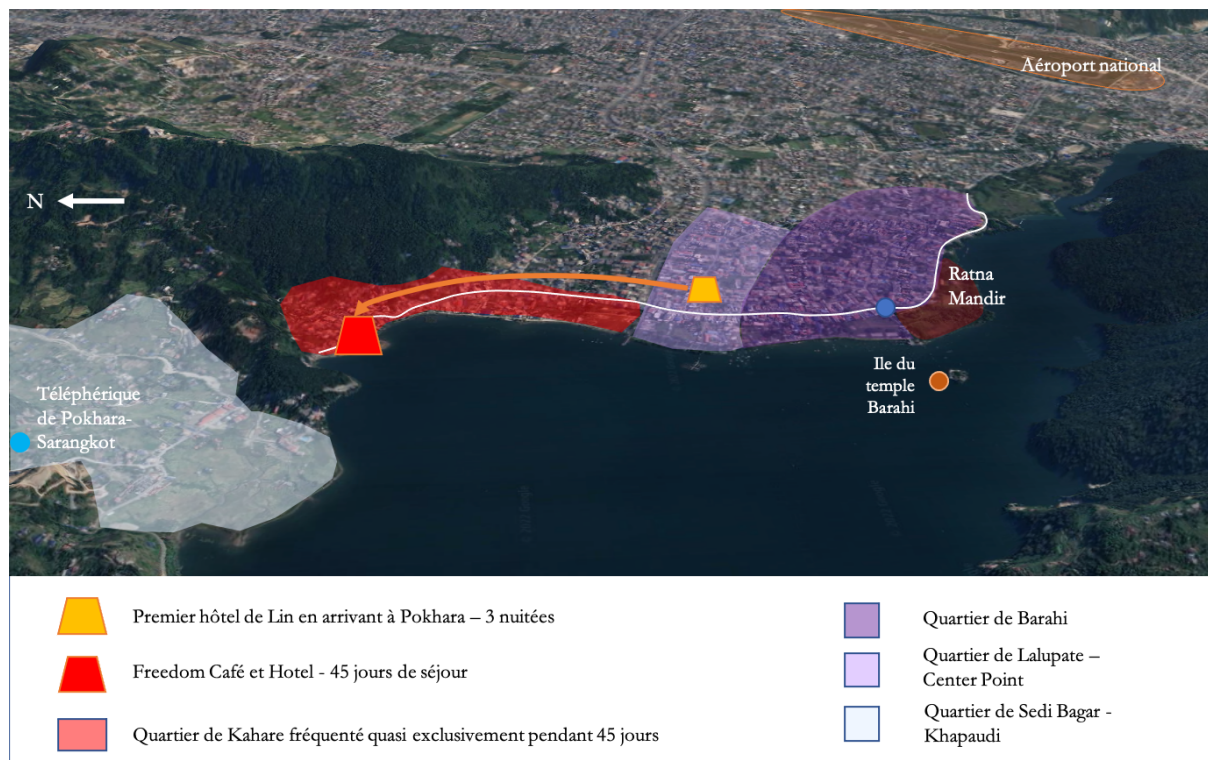 Aéroport national
N
Ratna
Mandir
Ile du
temple
Barahi
Téléphérique
de Pokhara-
Sarangkot
Premier hôtel de Lin en arrivant à Pokhara – 3 nuitées
Freedom Café et Hotel - 45 jours de séjour
Quartier de Kahare fréquenté quasi exclusivement pendant 45 jours
Quartier de Barahi
Quartier de Lalupate –
Center Point
Quartier de Sedi Bagar -
Khapaudi